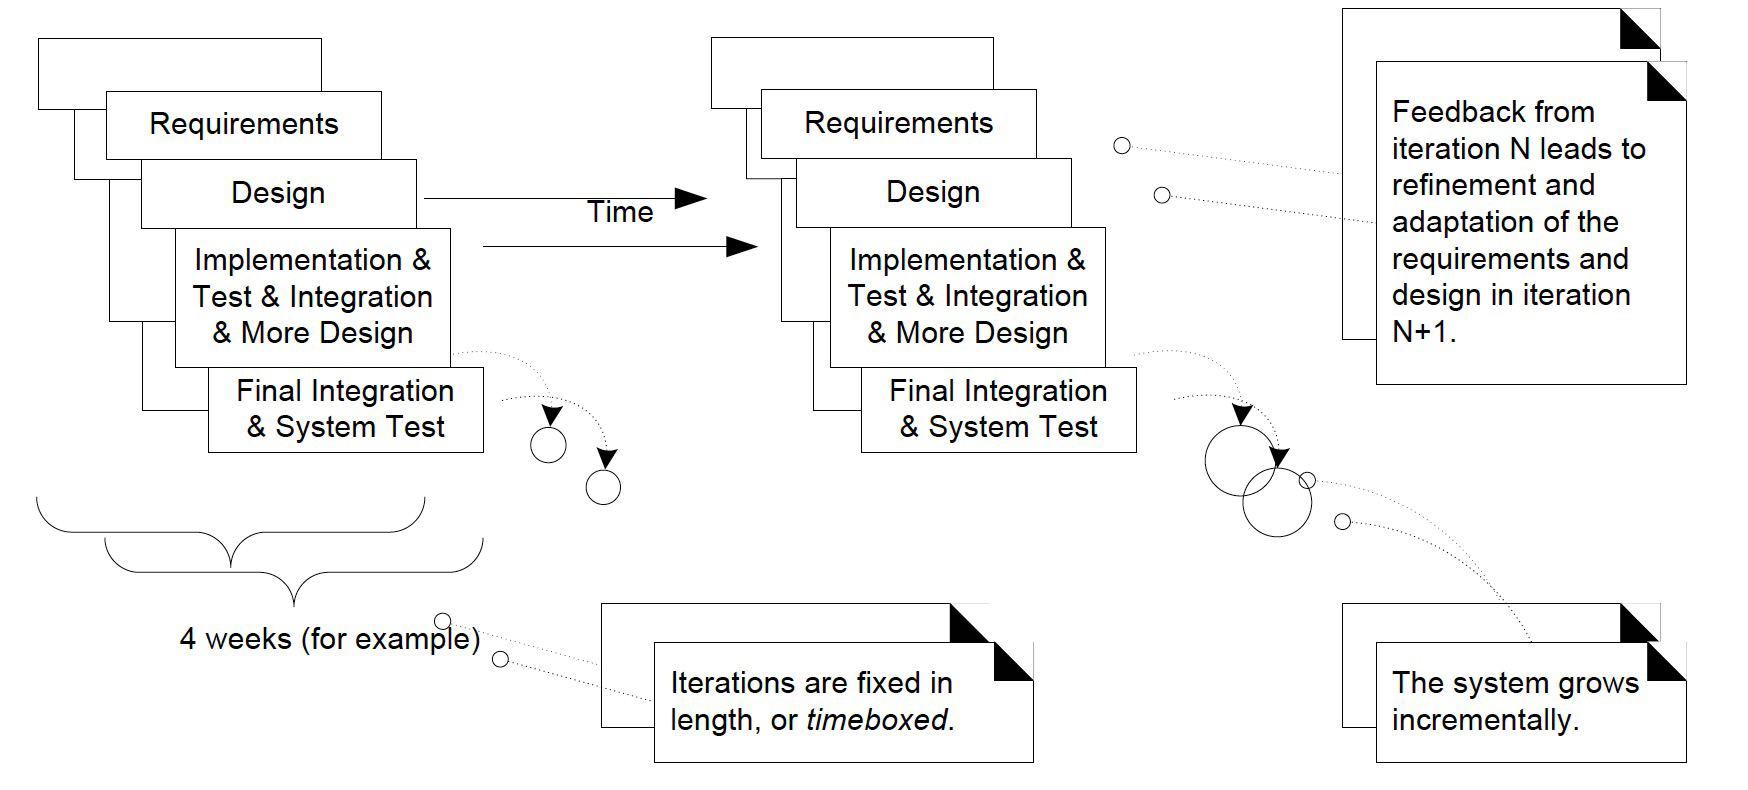 Requirements
Design
Implementation &
Test & Integration
& More Design
Final Integration
& System Test
Time
Requirements
Design
Implementation &
Test & Integration
& More Design
Final Integration
& System Test
Feedback from
iteration N leads to
refinement and
adaptation of the
requirements and
design in iteration
N+1.
4 weeks (for example)
Iterations are fixed in
length, or timeboxed.
The system grows
incrementally.